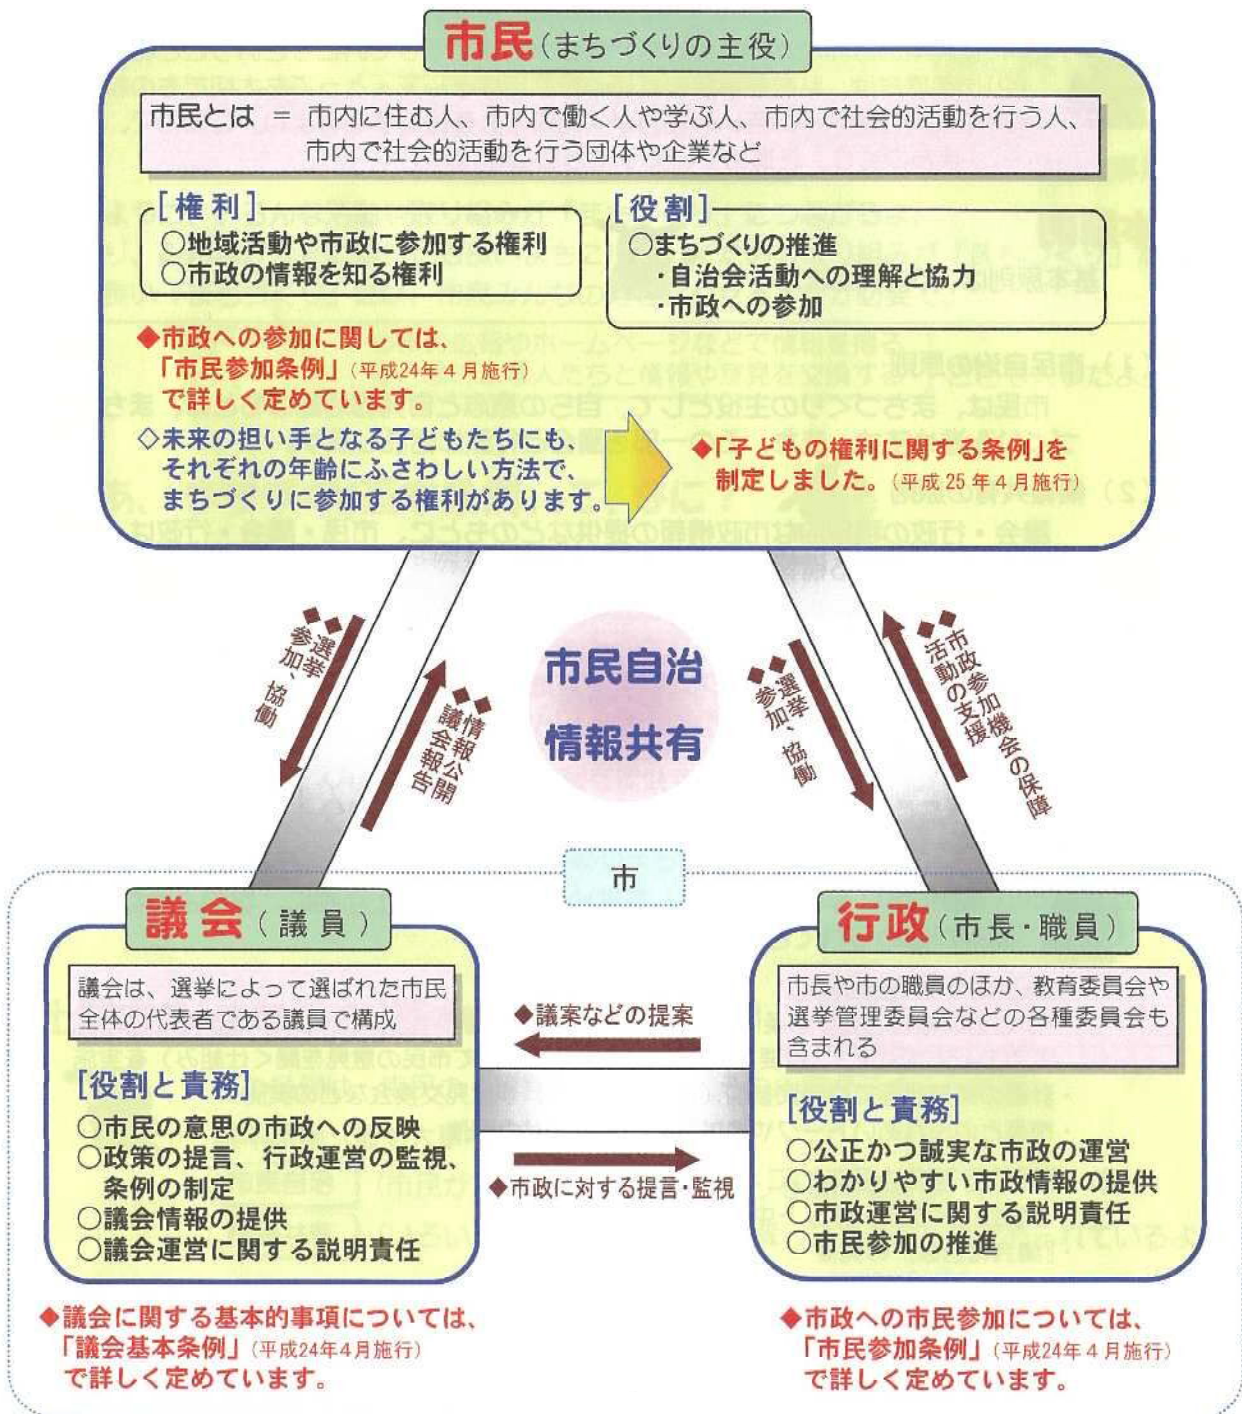 市民(まちづくりの主役)
市民とは = 市内に住む人、市内で働く人や学ぶ人、市内で社会的活動を行う人、
市内で社会的活動を行う団体や企業など
[権利]
○地域活動や市政に参加する権利
○市政の情報を知る権利
[役割]
○まちづくりの推進
・自治会活動への理解と協力
・市政への参加
◆市政への参加に関しては、
「市民参加条例」(平成24年4月施行)
で詳しく定めています。
◇未来の担い手となる子どもたちにも、
それぞれの年齢にふさわしい方法で、
まちづくりに参加する権利があります。
◆「子どもの権利に関する条例」を
制定しました。(平成25年4月施行)
◆選挙
◆参加、協働
◆情報公開
◆議会報告
市民自治
情報共有
◆選挙
◆参加、協働
◆市政参加機会の保障
◆活動の支援
市
議会(議員)
議会は、選挙によって選ばれた市民
全体の代表者である議員で構成
[役割と責務]
○市民の意思の市政への反映
○政策の提言、行政運営の監視、
条例の制定
○議会情報の提供
○議会運営に関する説明責任
◆議会に関する基本的事項については、
「議会基本条例」(平成24年4月施行)
で詳しく定めています。
◆議案などの提案
◆市政に対する提言・監視
行政(市長・職員)
市長や市の職員のほか、教育委員会や
選挙管理委員会などの各種委員会も
含まれる
[役割と責務]
○公正かつ誠実な市政の運営
○わかりやすい市政情報の提供
○市政運営に関する説明責任
○市民参加の推進
◆市政への市民参加については、
「市民参加条例」(平成24年4月施行)
で詳しく定めています。